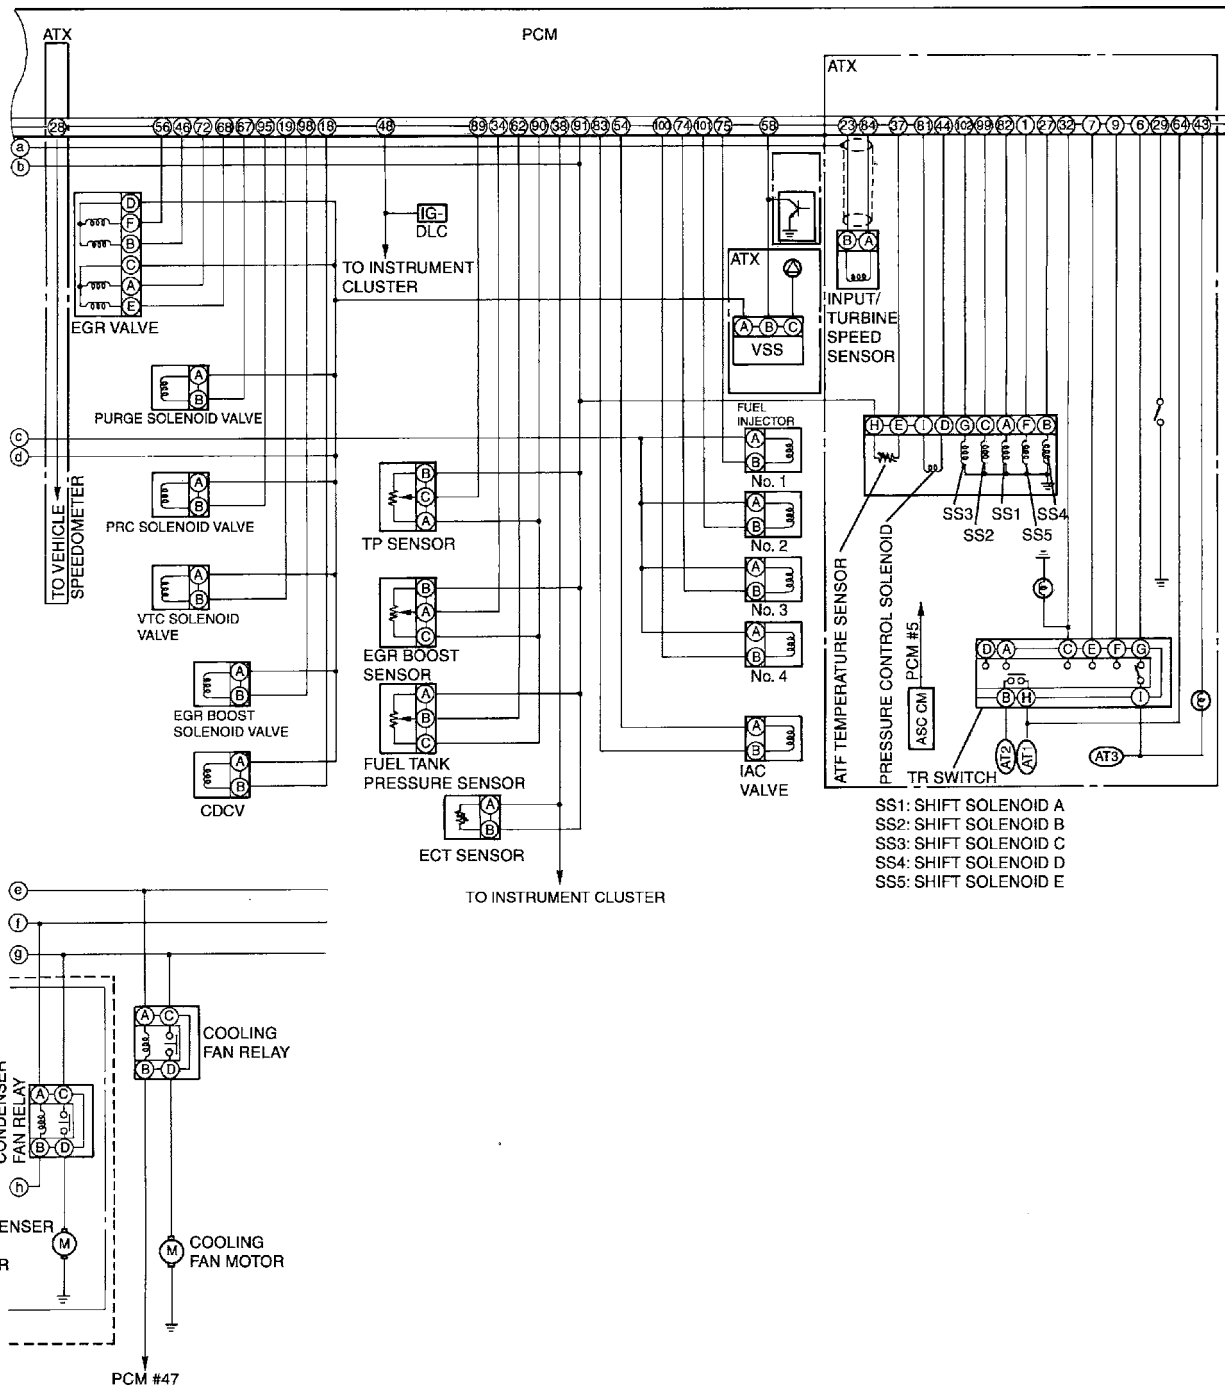 ATX
PCM
ATX
28 56 46 72 68 67 95 19 98 18 48 89 34 62 90 38 91 83 54 100 74 101 75 58 23 84 37 81 44 102 99 82 1 27 32 7 9 6 29 64 43
a
b
D
F
B
C
A
E
EGR VALVE
IG-
DLC
TO INSTRUMENT
CLUSTER
ATX
A B C
VSS
B A
INPUT/
TURBINE
SPEED
SENSOR
A
B
PURGE SOLENOID VALVE
c
d
A
B
PRC SOLENOID VALVE
A
B
VTC SOLENOID
VALVE
A
B
EGR BOOST
SOLENOID VALVE
A
B
CDCV
TO VEHICLE
SPEEDOMETER
B
C
A
TP SENSOR
B
A
C
EGR BOOST
SENSOR
A
B
C
FUEL TANK
PRESSURE SENSOR
A
B
ECT SENSOR
TO INSTRUMENT CLUSTER
FUEL
INJECTOR
A
B
No. 1
A
B
No. 2
A
B
No. 3
A
B
No. 4
A
B
IAC
VALVE
H E I D G C A F B
SS3 SS1 SS4
SS2 SS5
ATF TEMPERATURE SENSOR
PRESSURE CONTROL SOLENOID
PCM #5
ASC CM
D A C E F G
B H I
AT2 AT1 AT3
TR SWITCH
SS1: SHIFT SOLENOID A
SS2: SHIFT SOLENOID B
SS3: SHIFT SOLENOID C
SS4: SHIFT SOLENOID D
SS5: SHIFT SOLENOID E
e
f
g
A C
B D
COOLING
FAN RELAY
A C
B D
FAN RELAY
h
ENSER
R
M
M
COOLING
FAN MOTOR
PCM #47